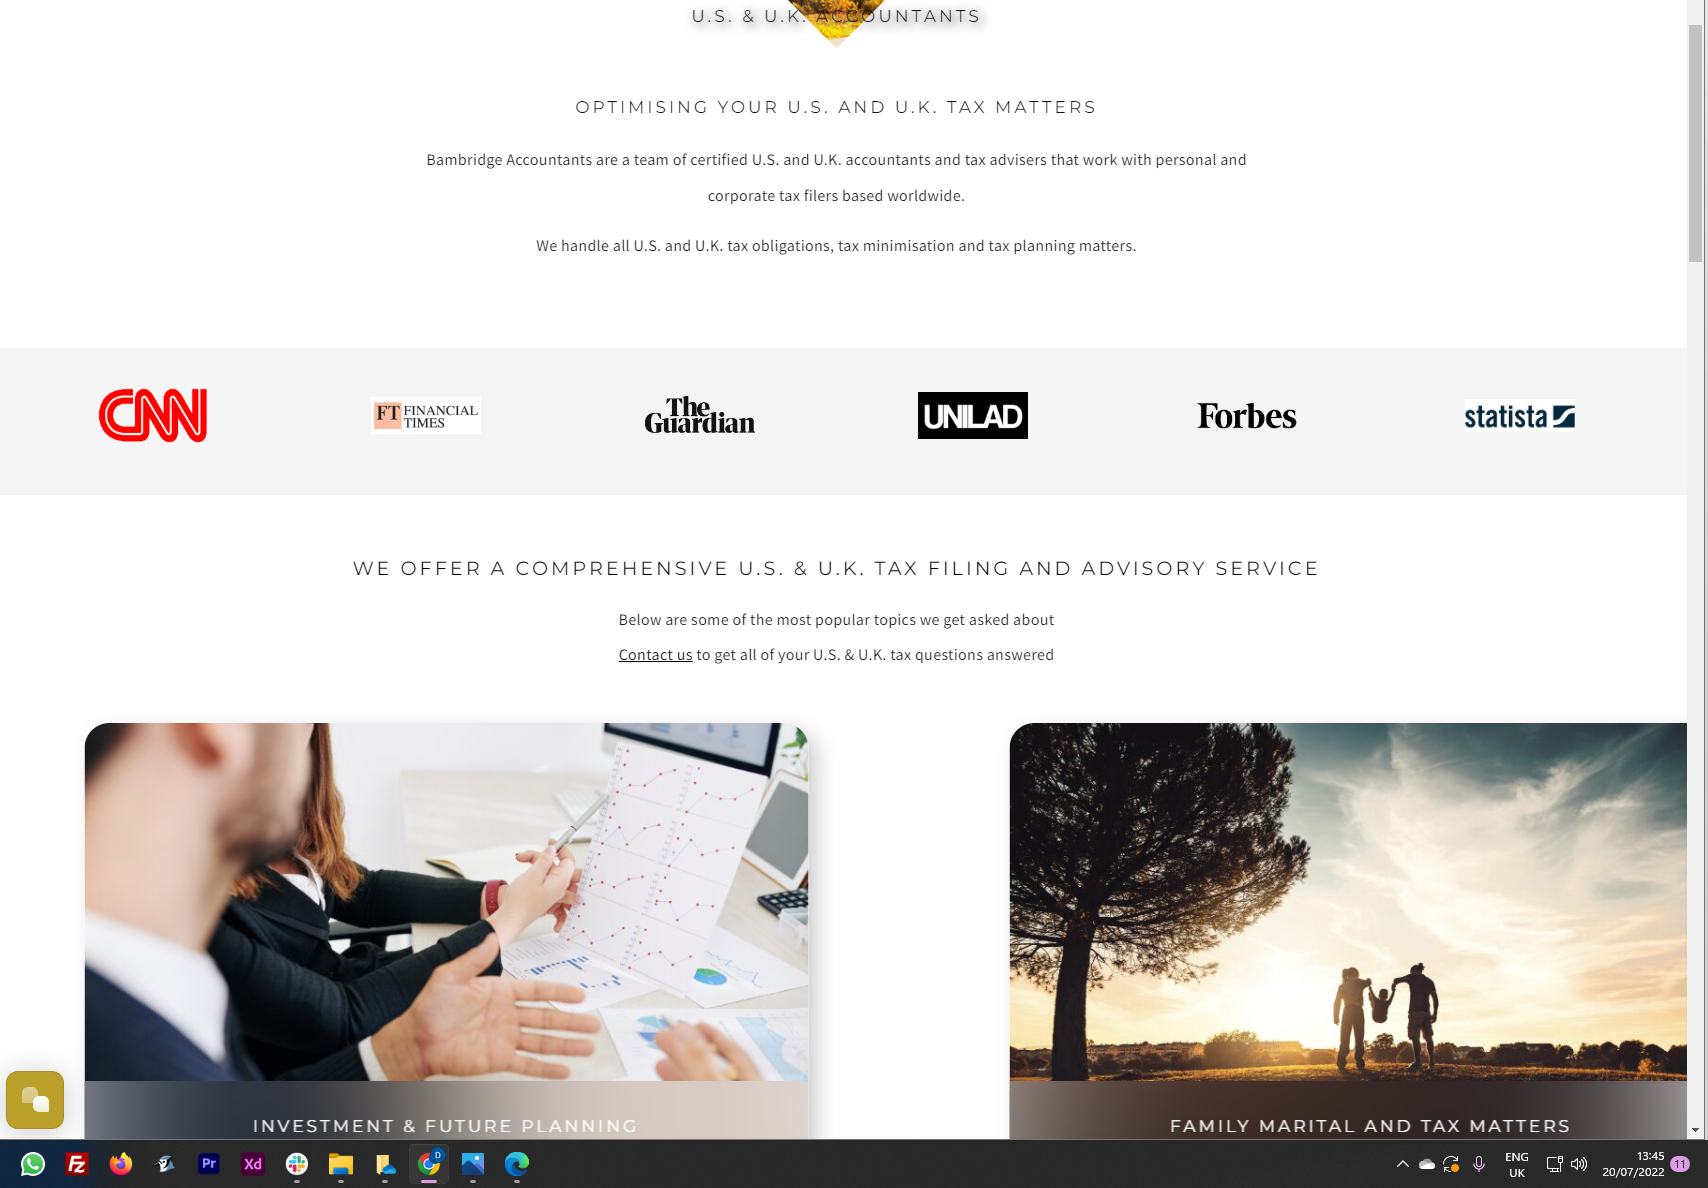 U.S. & U.K. ACCOUNTANTS
OPTIMISING YOUR U.S. AND U.K. TAX MATTERS
Bambridge Accountants are a team of certified U.S. and U.K. accountants and tax advisers that work with personal and
corporate tax filers based worldwide.
We handle all U.S. and U.K. tax obligations, tax minimisation and tax planning matters.
CNN
FT FINANCIAL
TIMES
The
Guardian
UNILAD
Forbes
statista
WE OFFER A COMPREHENSIVE U.S. & U.K. TAX FILING AND ADVISORY SERVICE
Below are some of the most popular topics we get asked about
Contact us to get all of your U.S. & U.K. tax questions answered
INVESTMENT & FUTURE PLANNING
FAMILY MARITAL AND TAX MATTERS
Fz
Pr
Xd
D
ENG
UK
13:45
20/07/2022
11